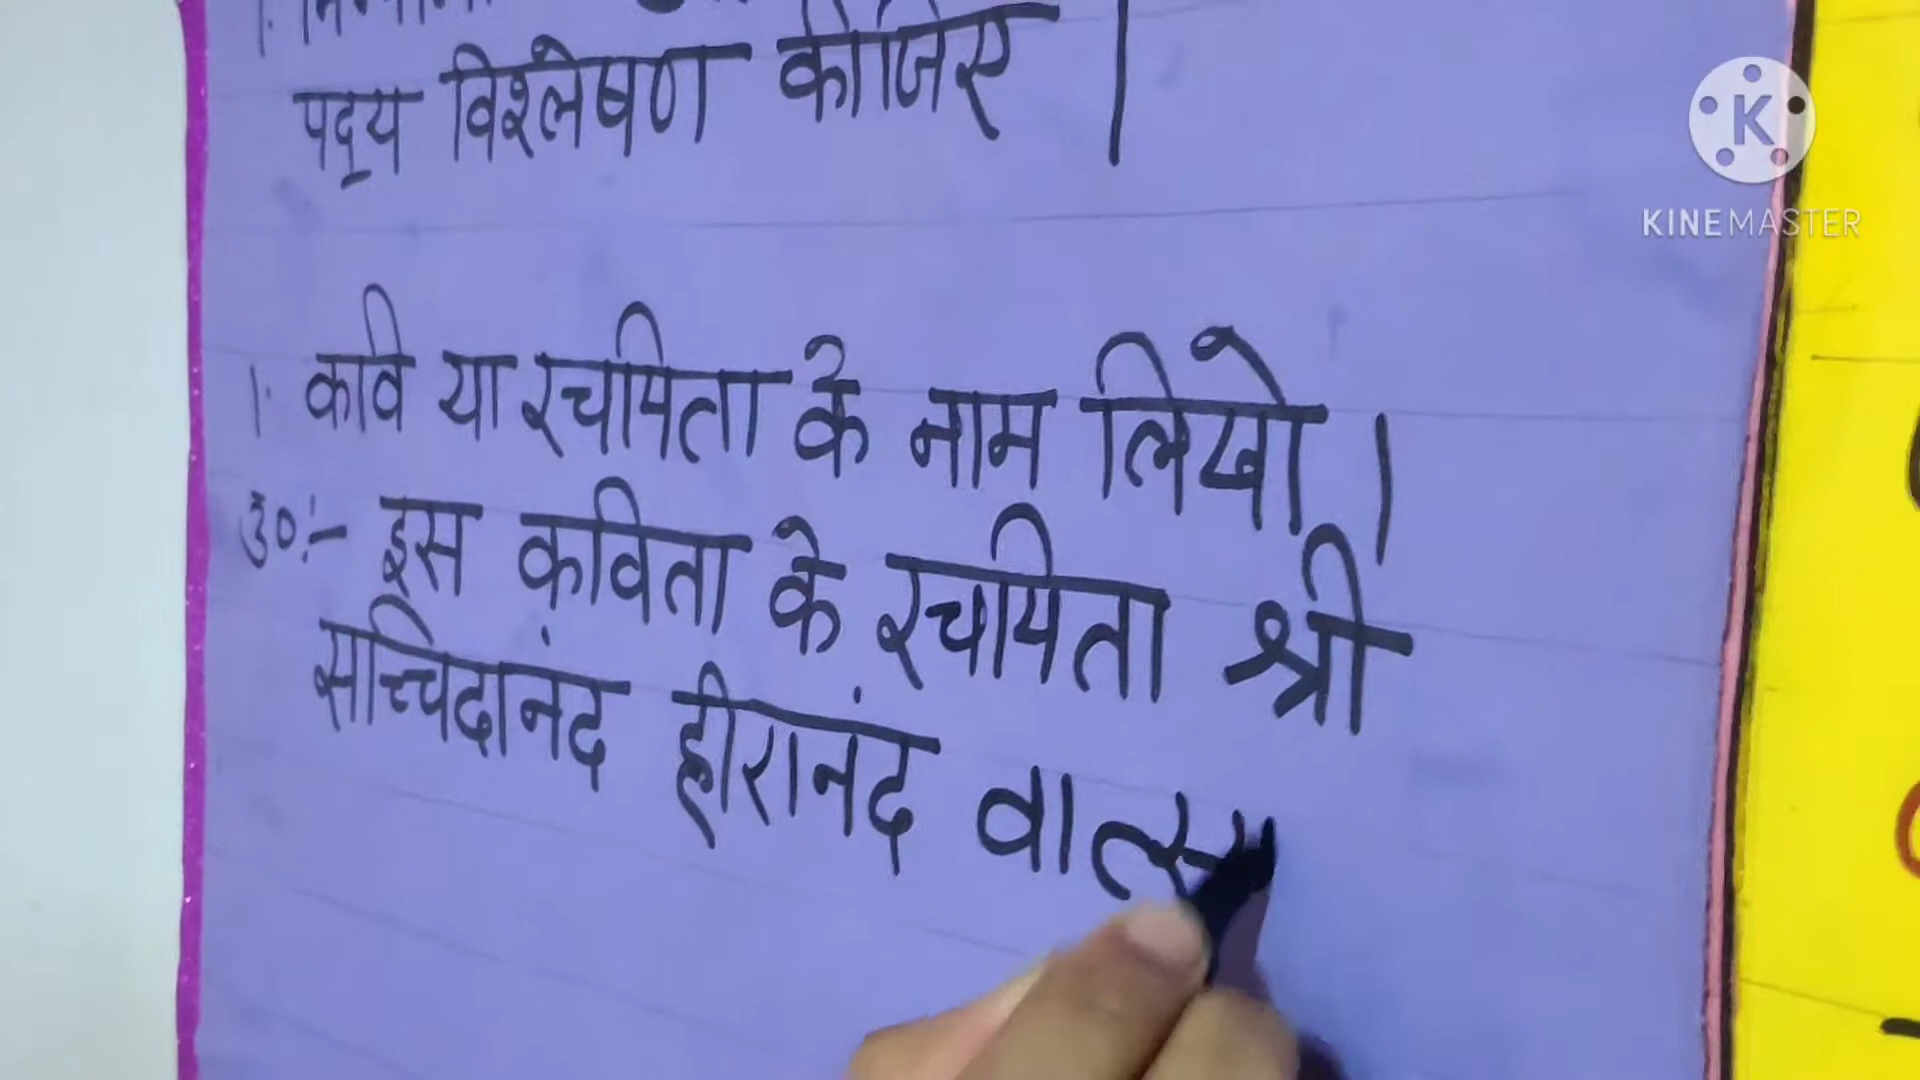 पद्य विश्लेषण कीजिए |
1. कवि या रचयिता के नाम लिखो |
उ०:- इस कविता के रचयिता श्री
सच्चिदानंद हीरानंद
KINEMASTER